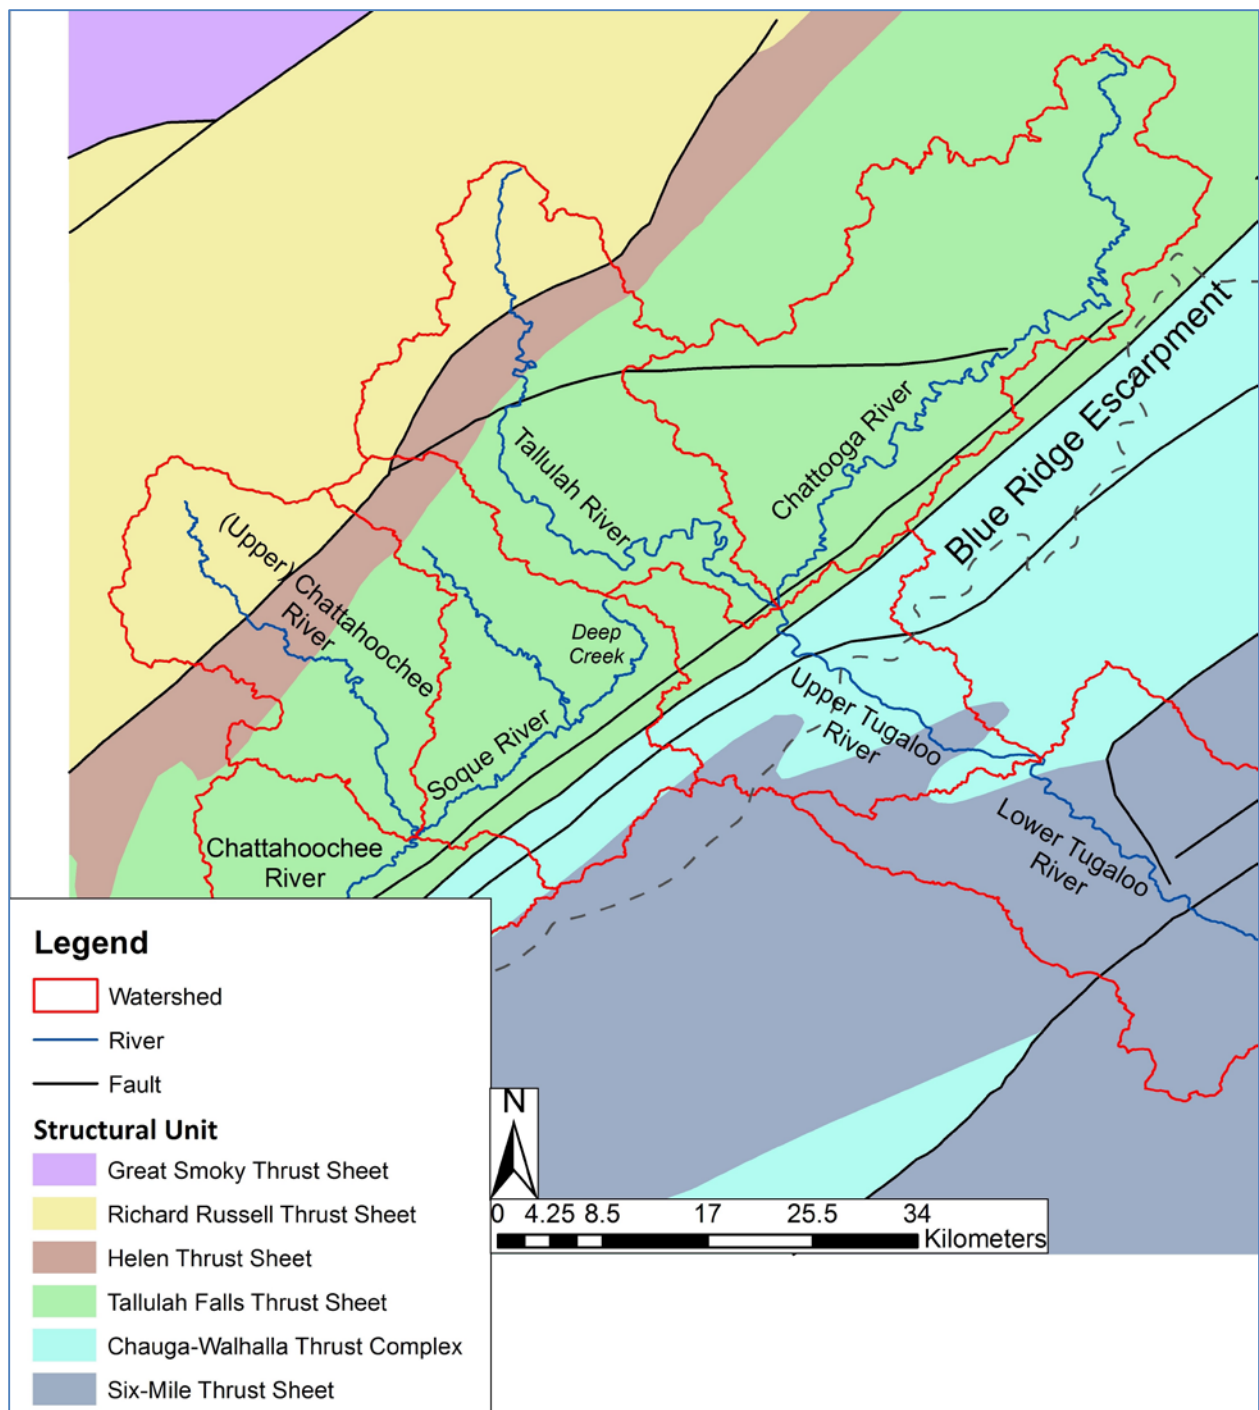 Blue Ridge Escarpment
Chattooga River
Tallulah River
(Upper) Chattahoochee
River
Deep
Creek
Soque River
Upper Tugaloo
River
Lower Tugaloo
River
Chattahoochee
River
Legend
Watershed
River
Fault
Structural Unit
Great Smoky Thrust Sheet
Richard Russell Thrust Sheet
Helen Thrust Sheet
Tallulah Falls Thrust Sheet
Chauga-Walhalla Thrust Complex
Six-Mile Thrust Sheet
N
0 4.25 8.5 17 25.5 34
Kilometers